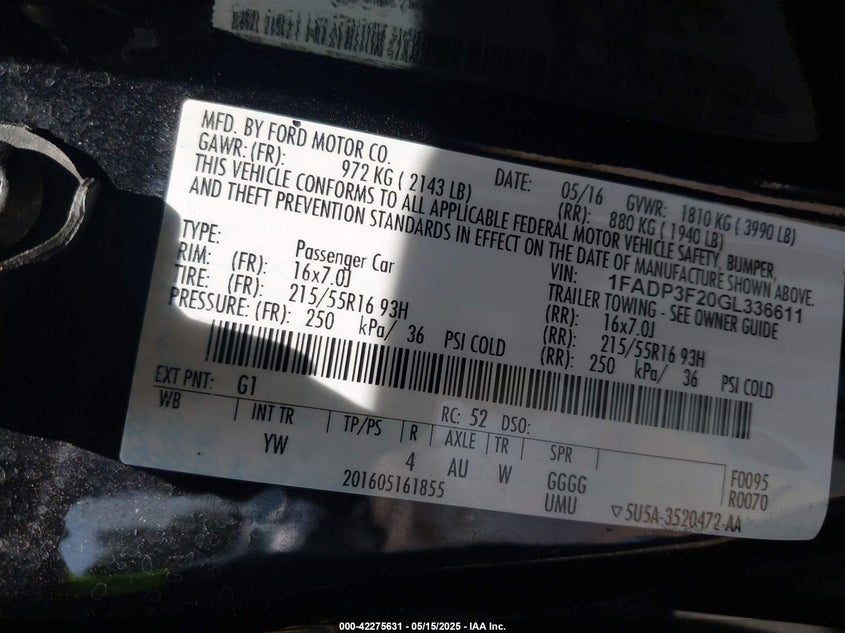 MFD. BY FORD MOTOR CO. DATE: 05/16 GVWR: 1810 KG ( 3990 LB)
GAWR: (FR): 972 KG ( 2143 LB) (RR): 880 KG ( 1940 LB)
THIS VEHICLE CONFORMS TO ALL APPLICABLE FEDERAL MOTOR VEHICLE SAFETY, BUMPER,
AND THEFT PREVENTION STANDARDS IN EFFECT ON THE DATE OF MANUFACTURE SHOWN ABOVE.
VIN: 1FADP3F20GL336611
TYPE: Passenger Car TRAILER TOWING - SEE OWNER GUIDE
RIM: (FR): 16x7.0J (RR): 16x7.0J
TIRE: (FR): 215/55R16 93H (RR): 215/55R16 93H
PRESSURE: (FR): 250 kPa/ 36 PSI COLD (RR): 250 kPa/ 36 PSI COLD
EXT PNT: G1 RC: 52 DSO:
WB INT TR TP/PS R AXLE TR SPR
YW 4 AU W GGGG F0095
201605161855 UMU R0070
▽5U5A-3520472-AA
000-42275631 - 05/15/2025 - IAA Inc.